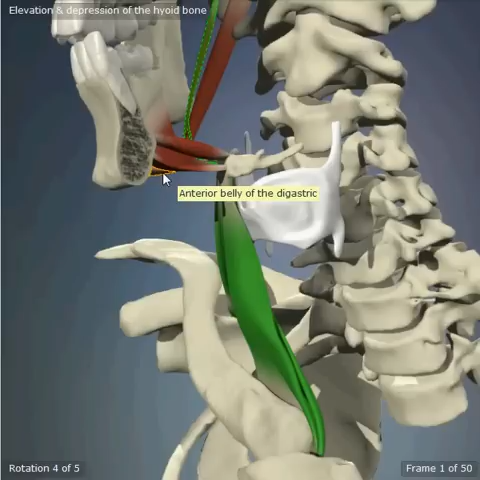 Elevation & depression of the hyoid bone
Anterior belly of the digastric
Rotation 4 of 5
Frame 1 of 50